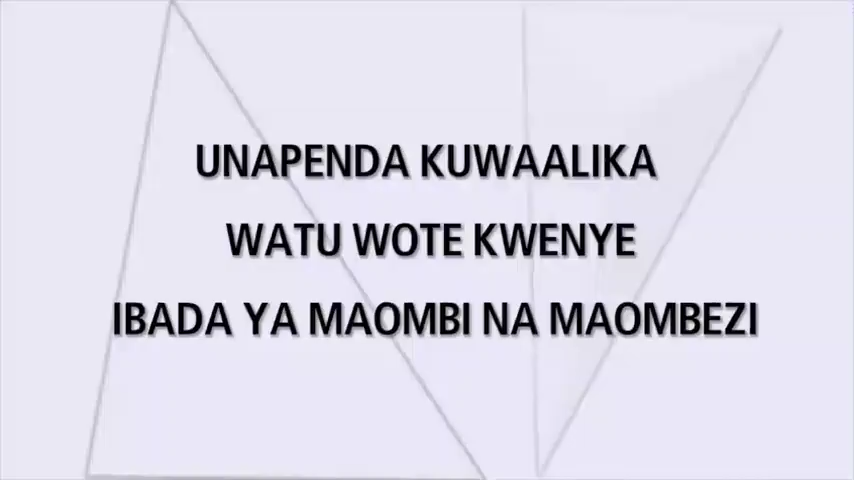 UNAPENDA KUWAALIKA
WATU WOTE KWENYE
IBADA YA MAOMBI NA MAOMBEZI